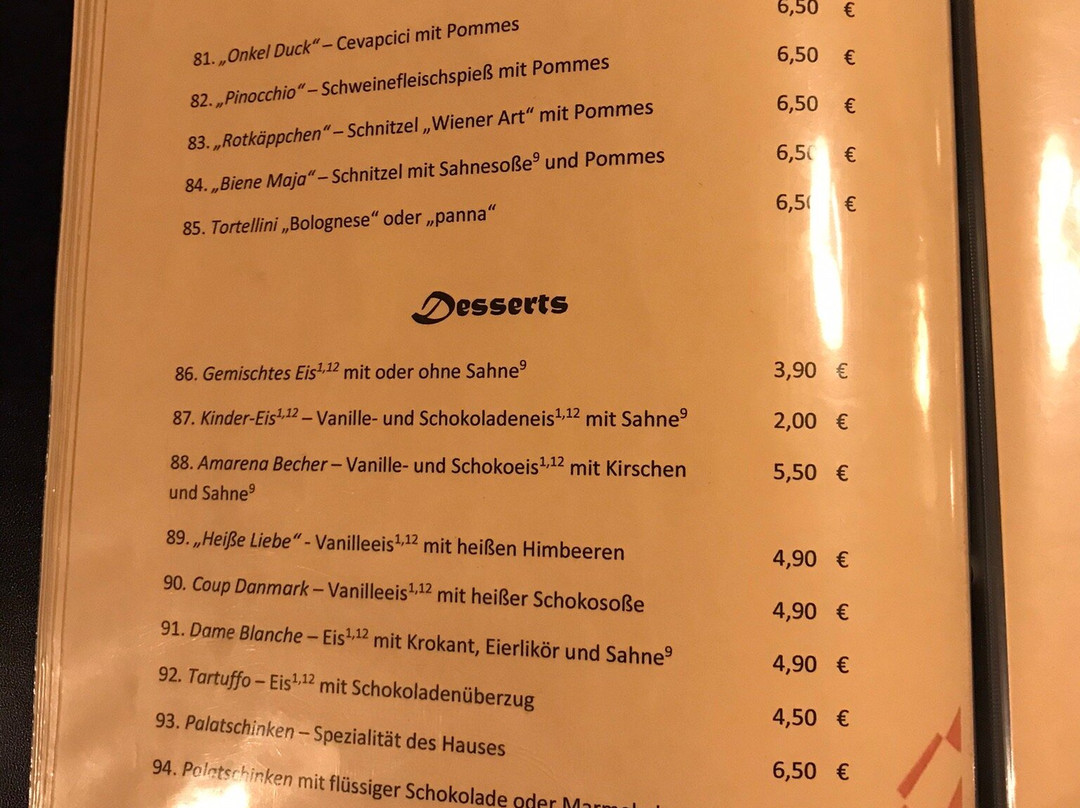 81. „Onkel Duck“ – Cevapcici mit Pommes 6,50 €
82. „Pinocchio“ – Schweinefleischspieß mit Pommes 6,50 €
83. „Rotkäppchen“ – Schnitzel „Wiener Art“ mit Pommes 6,50 €
84. „Biene Maja“ – Schnitzel mit Sahnesoße⁹ und Pommes 6,50 €
85. Tortellini „Bolognese“ oder „panna“ 6,50 €
Desserts
86. Gemischtes Eis¹,¹² mit oder ohne Sahne⁹ 3,90 €
87. Kinder-Eis¹,¹² – Vanille- und Schokoladeneis¹,¹² mit Sahne⁹ 2,00 €
88. Amarena Becher – Vanille- und Schokoeis¹,¹² mit Kirschen 5,50 €
und Sahne⁹
89. „Heiße Liebe“ - Vanilleeis¹,¹² mit heißen Himbeeren 4,90 €
90. Coup Danmark – Vanilleeis¹,¹² mit heißer Schokosoße 4,90 €
91. Dame Blanche – Eis¹,¹² mit Krokant, Eierlikör und Sahne⁹ 4,90 €
92. Tartuffo – Eis¹,¹² mit Schokoladenüberzug 4,50 €
93. Palatschinken – Spezialität des Hauses 6,50 €
94. Palatschinken mit flüssiger Schokolade oder